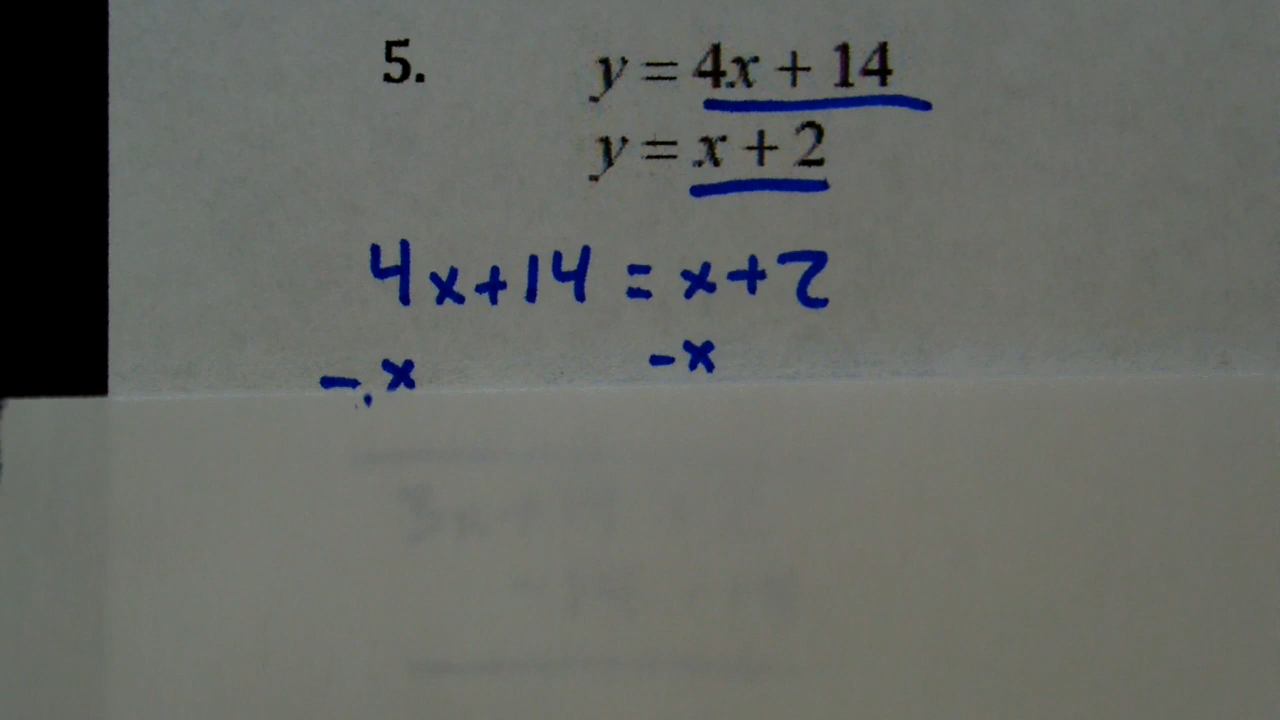 5. y = 4x + 14
y = x + 2
4x+14 = x+2
-x -x